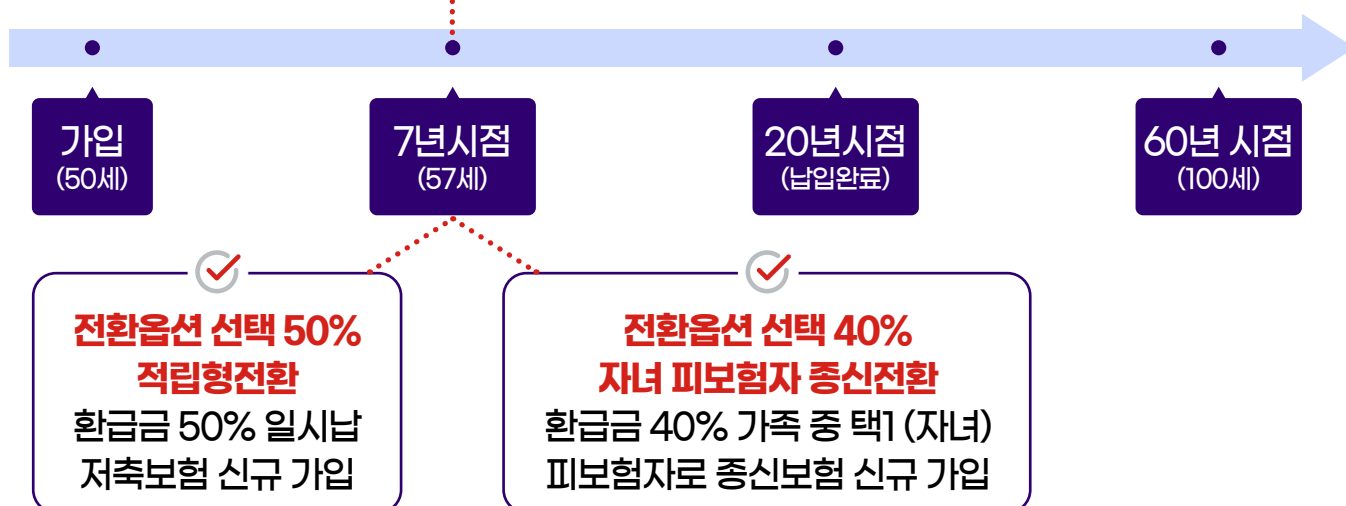 가입
(50세)
7년시점
(57세)
20년시점
(납입완료)
60년 시점
(100세)
전환옵션 선택 50%
적립형전환
환급금 50% 일시납
저축보험 신규 가입
전환옵션 선택 40%
자녀 피보험자 종신전환
환급금 40% 가족 중 택1 (자녀)
피보험자로 종신보험 신규 가입